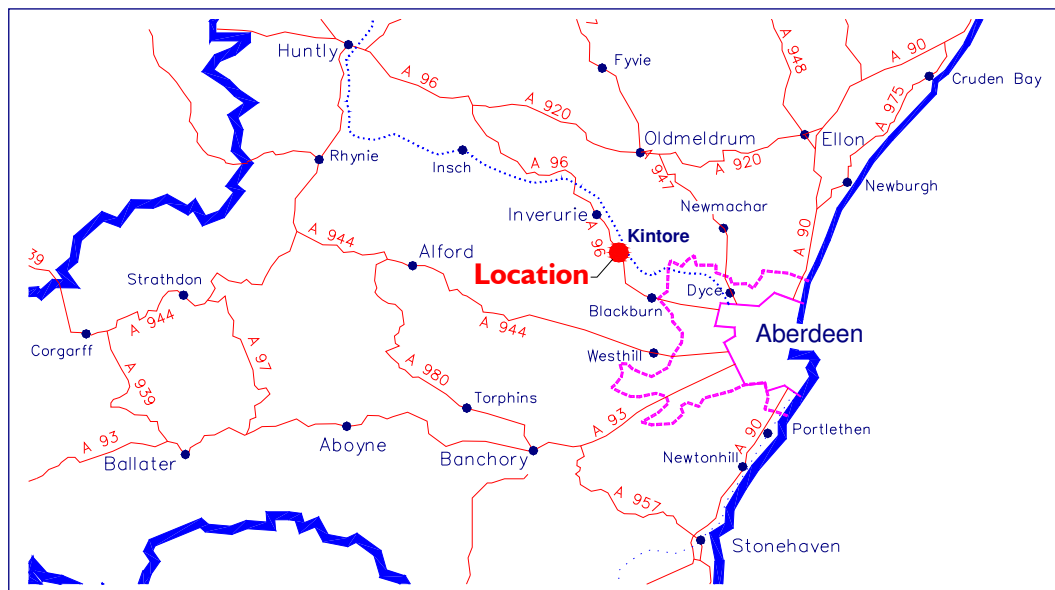 A 90
Huntly
Fyvie
A 948
A 96
Cruden Bay
A 975
A 920
Oldmeldrum
Ellon
A 96
A 920
Rhynie
Insch
A 947
Newburgh
Inverurie
Newmachar
A 96
Kintore
A 90
A 944
Alford
39
Location
Strathdon
Dyce
Blackburn
A 944
A 944
Aberdeen
Corgarff
Westhill
A 97
A 980
A 939
Torphins
A 93
A 90
Portlethen
A 93
Aboyne
Ballater
Banchory
Newtonhill
A 957
Stonehaven